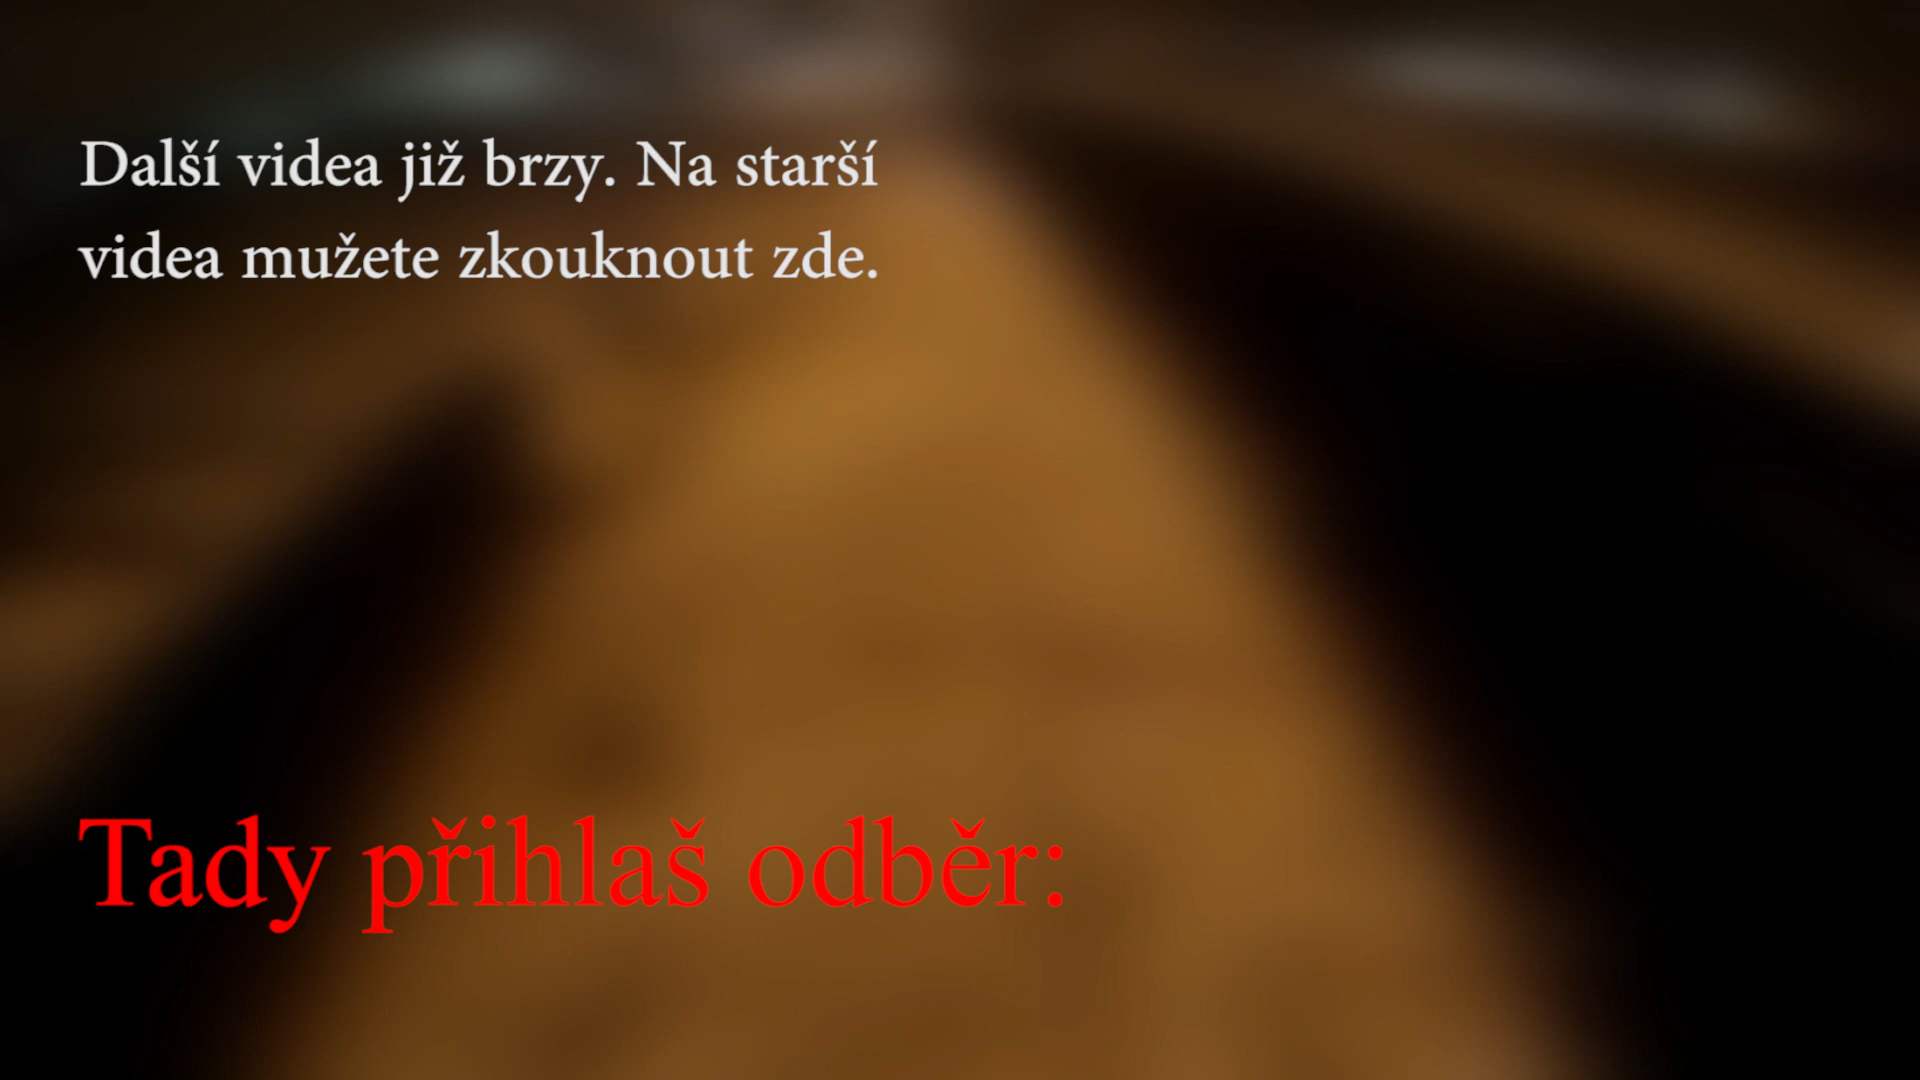 Další videa již brzy. Na starší
videa mužete zkouknout zde.
Tady přihlaš odběr: